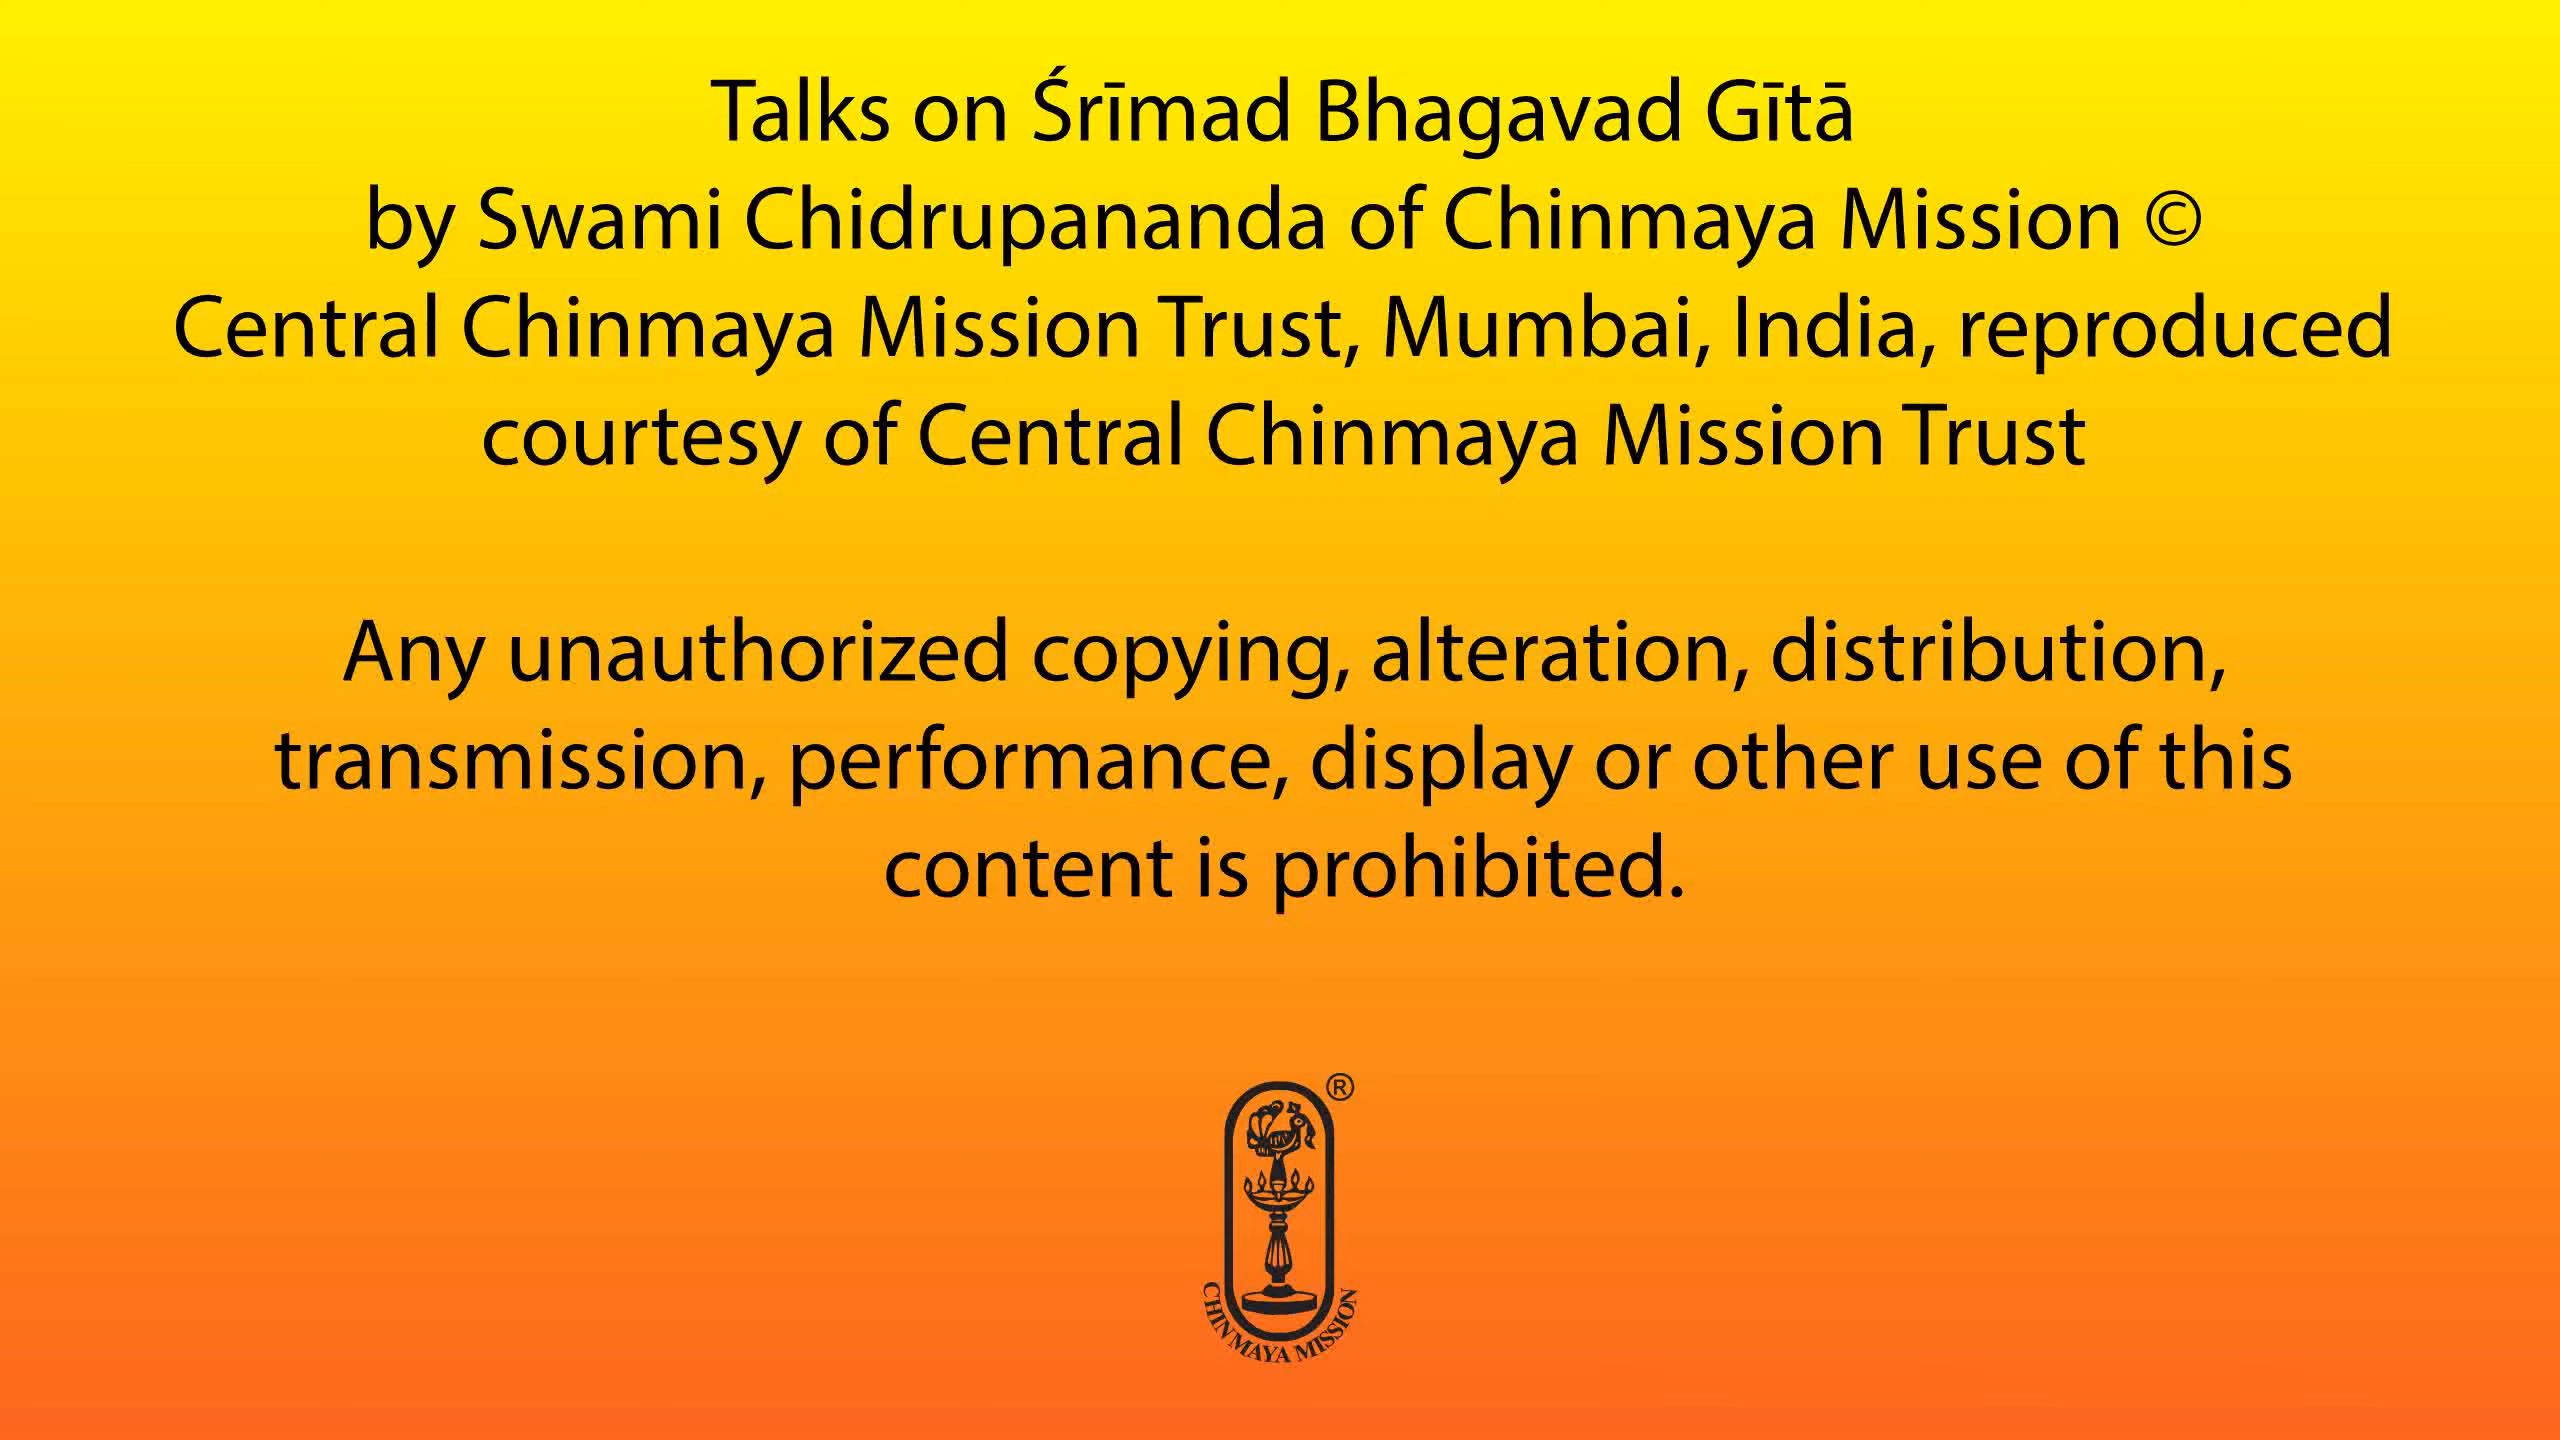 Talks on Śrīmad Bhagavad Gītā
by Swami Chidrupananda of Chinmaya Mission ©
Central Chinmaya Mission Trust, Mumbai, India, reproduced
courtesy of Central Chinmaya Mission Trust
Any unauthorized copying, alteration, distribution,
transmission, performance, display or other use of this
content is prohibited.
®
CHINMAYA MISSION